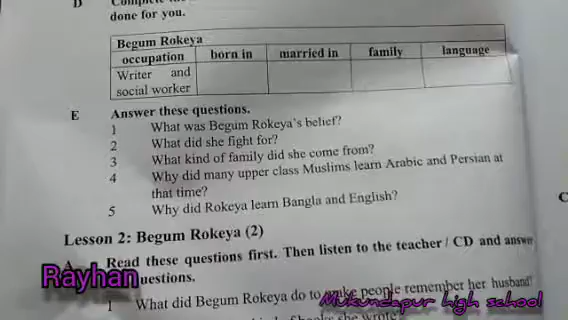 D
done for you.
Begum Rokeya
occupation born in married in family language
Writer and
social worker
E Answer these questions.
1 What was Begum Rokeya's belief?
2 What did she fight for?
3 What kind of family did she come from?
4 Why did many upper class Muslims learn Arabic and Persian at
that time?
5 Why did Rokeya learn Bangla and English?
Lesson 2: Begum Rokeya (2)
A Read these questions first. Then listen to the teacher / CD and answer
Rayhan
1 What did Begum Rokeya do to make people remember her husband?
Mukundapur high school
she wrote
C